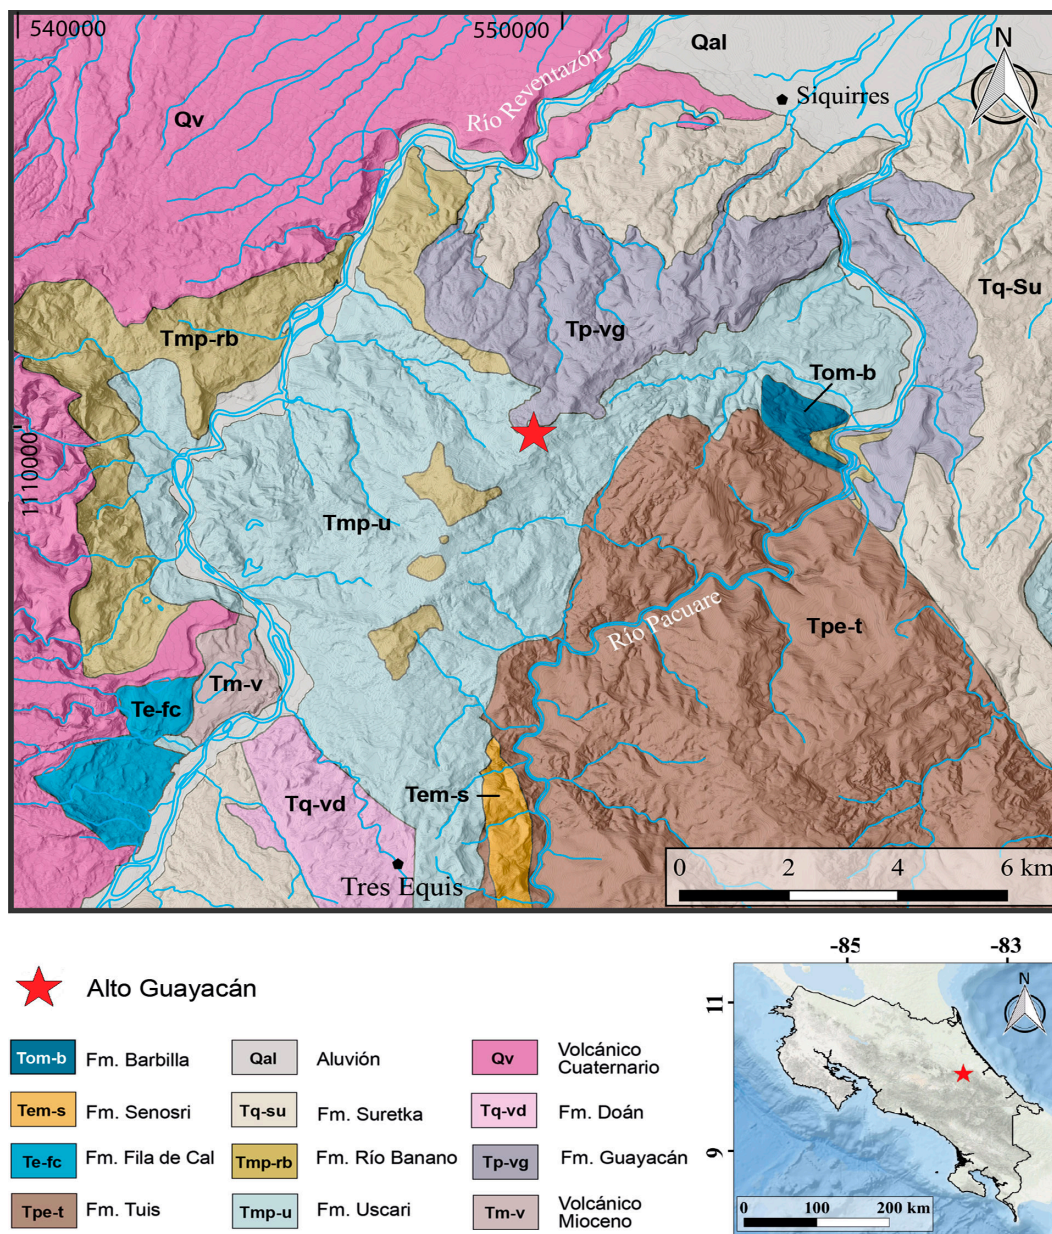 540000
550000
Qal
N
Río Reventazón
Siquirres
Qv
Tq-Su
Tmp-rb
Tp-vg
Tom-b
1110000
Tmp-u
Río Pacuare
Tpe-t
Tm-v
Te-fc
Tem-s
Tq-vd
Tres Equis
0 2 4 6 km
Alto Guayacán
-85 -83
11
N
9
0 100 200 km
Tom-b Fm. Barbilla
Tem-s Fm. Senosri
Te-fc Fm. Fila de Cal
Tpe-t Fm. Tuis
Qal Aluvión
Tq-su Fm. Suretka
Tmp-rb Fm. Río Banano
Tmp-u Fm. Uscari
Qv Volcánico
Cuaternario
Tq-vd Fm. Doán
Tp-vg Fm. Guayacán
Tm-v Volcánico
Mioceno